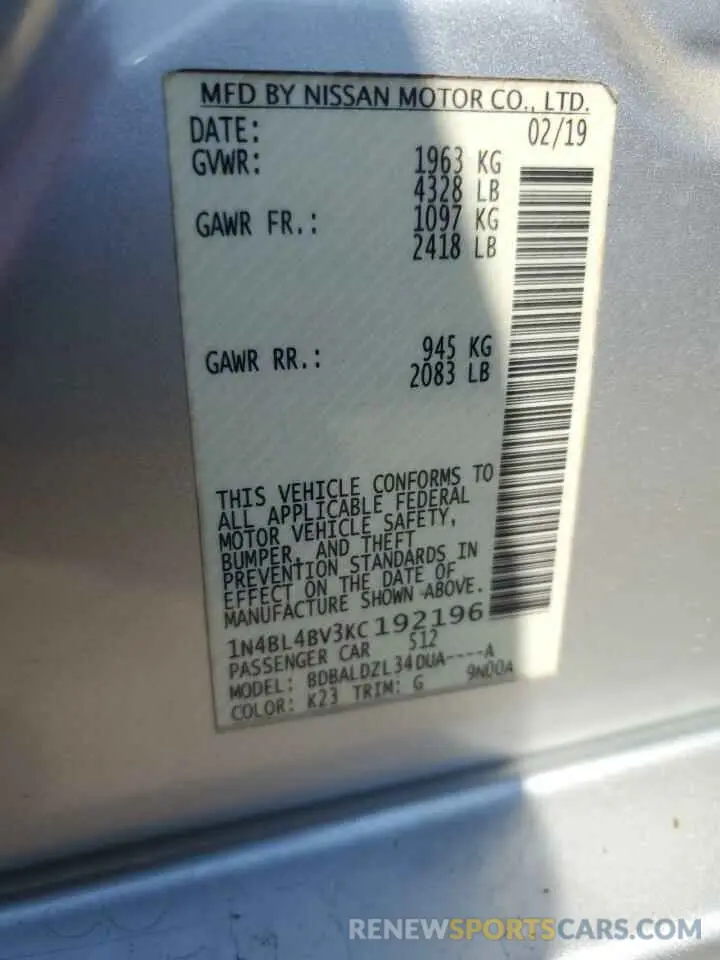 MFD BY NISSAN MOTOR CO., LTD.
DATE: 02/19
GVWR: 1963 KG
4328 LB
GAWR FR.: 1097 KG
2418 LB
GAWR RR.: 945 KG
2083 LB
THIS VEHICLE CONFORMS TO
ALL APPLICABLE FEDERAL
MOTOR VEHICLE SAFETY,
BUMPER, AND THEFT
PREVENTION STANDARDS IN
EFFECT ON THE DATE OF
MANUFACTURE SHOWN ABOVE.
1N4BL4BV3KC192196
PASSENGER CAR 512
MODEL: BDBALDZL34DUA----A
COLOR: K23 TRIM: G 9N00A
RENEWSPORTSCARS.COM